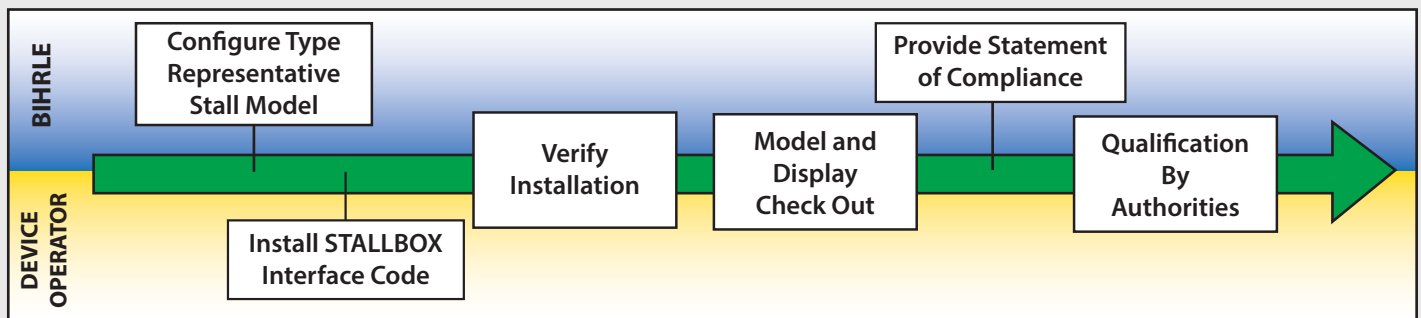 BIHRLE
DEVICE
OPERATOR
Configure Type
Representative
Stall Model
Install STALLBOX
Interface Code
Verify
Installation
Model and
Display
Check Out
Provide Statement
of Compliance
Qualification
By
Authorities